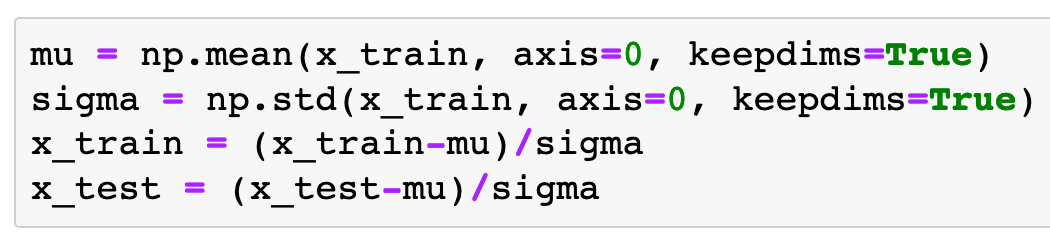 mu = np.mean(x_train, axis=0, keepdims=True)
sigma = np.std(x_train, axis=0, keepdims=True)
x_train = (x_train-mu)/sigma
x_test = (x_test-mu)/sigma